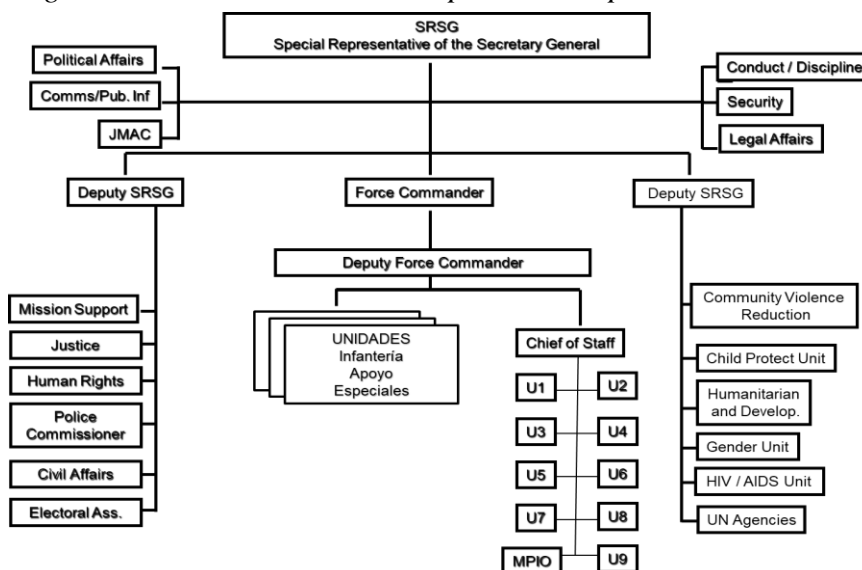 SRSG
Special Representative of the Secretary General
Political Affairs
Comms/Pub. Inf
JMAC
Conduct / Discipline
Security
Legal Affairs
Deputy SRSG
Force Commander
Deputy SRSG
Deputy Force Commander
Mission Support
Justice
Human Rights
Police
Commissioner
Civil Affairs
Electoral Ass.
UNIDADES
Infantería
Apoyo
Especiales
Chief of Staff
U1
U2
U3
U4
U5
U6
U7
U8
MPIO
U9
Community Violence
Reduction
Child Protect Unit
Humanitarian
and Develop.
Gender Unit
HIV / AIDS Unit
UN Agencies